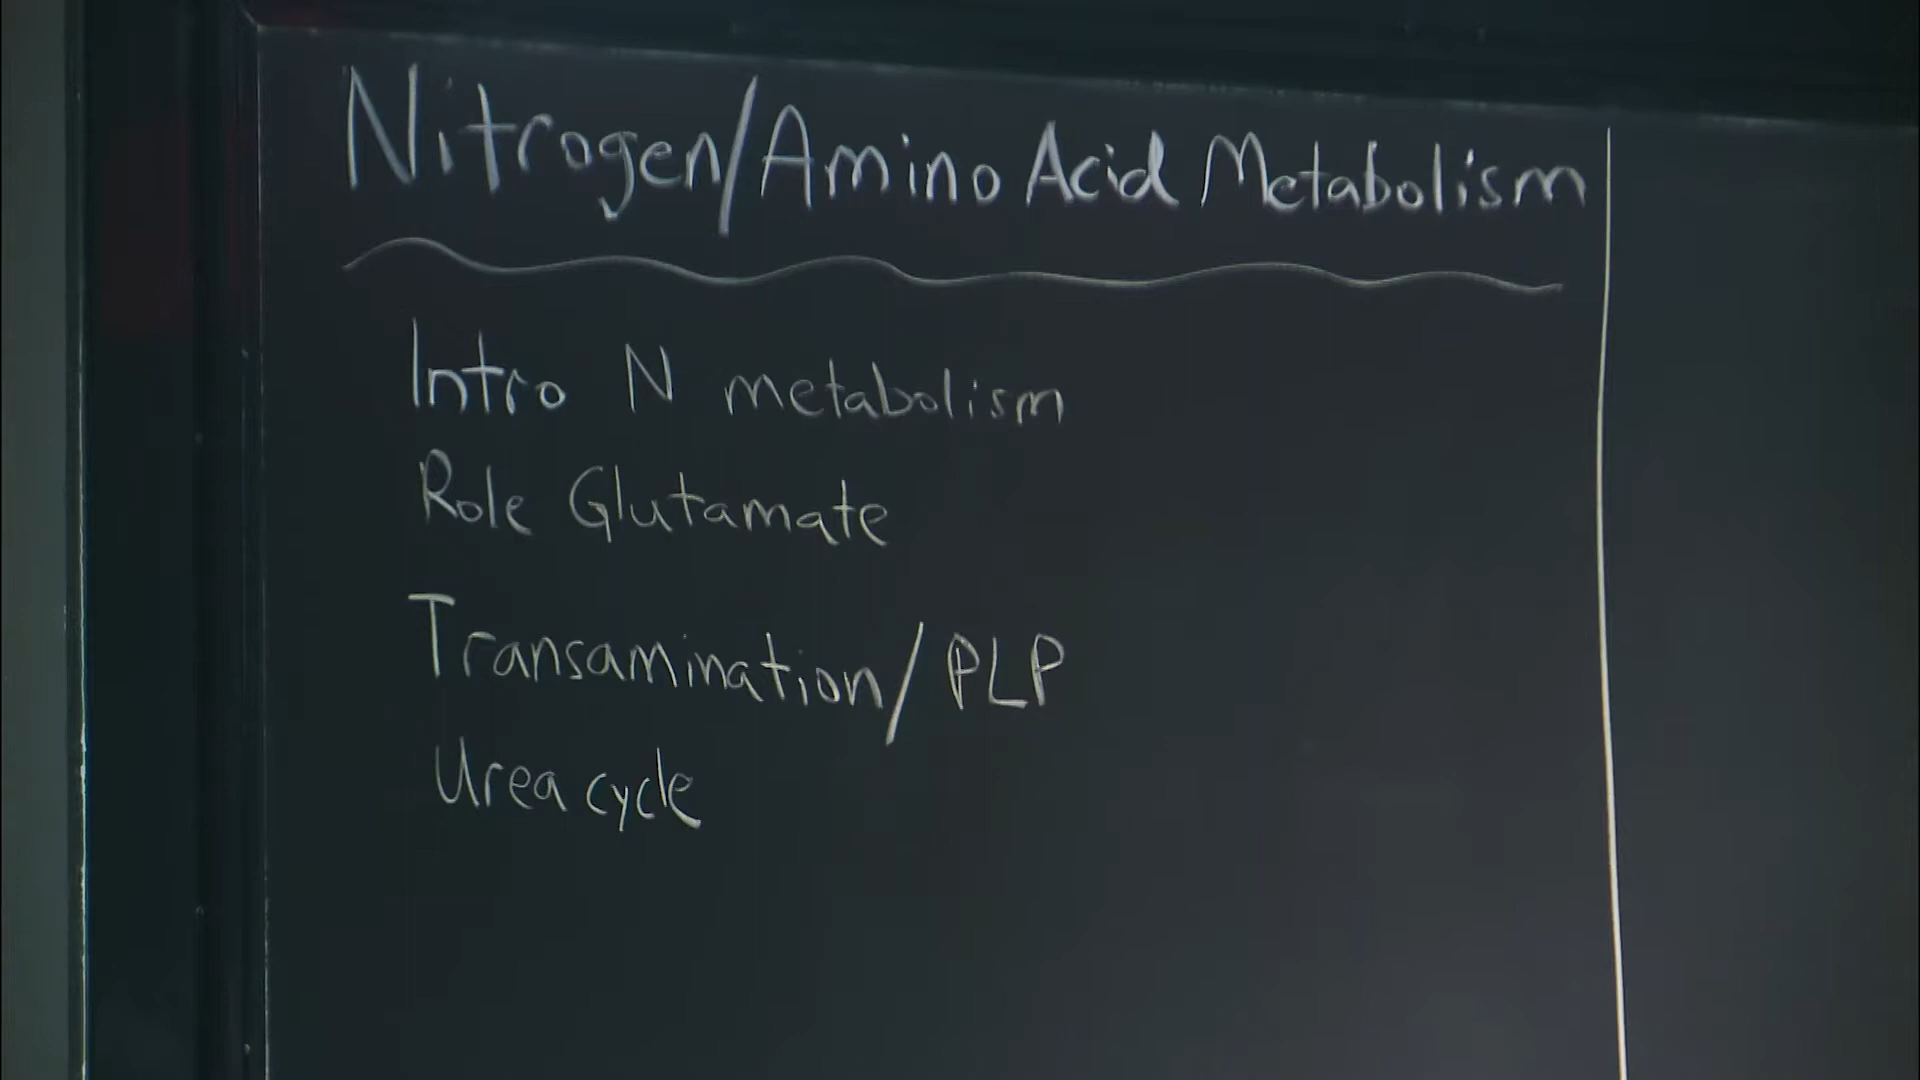 Nitrogen/Amino Acid Metabolism
Intro N metabolism
Role Glutamate
Transamination/PLP
Urea cycle